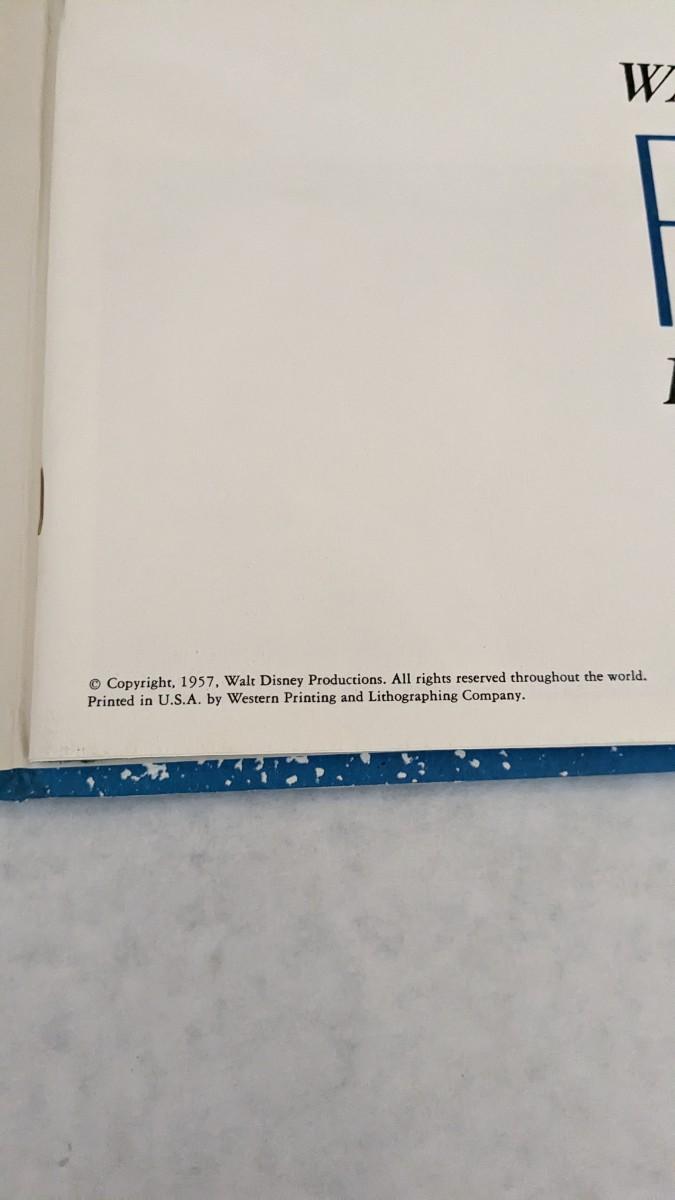 © Copyright, 1957, Walt Disney Productions. All rights reserved throughout the world.
Printed in U.S.A. by Western Printing and Lithographing Company.